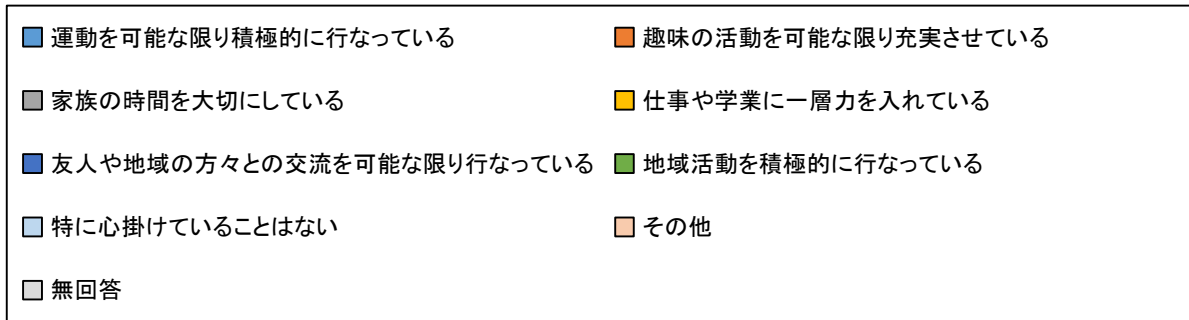 運動を可能な限り積極的に行なっている
趣味の活動を可能な限り充実させている
家族の時間を大切にしている
仕事や学業に一層力を入れている
友人や地域の方々との交流を可能な限り行なっている
地域活動を積極的に行なっている
特に心掛けていることはない
その他
無回答